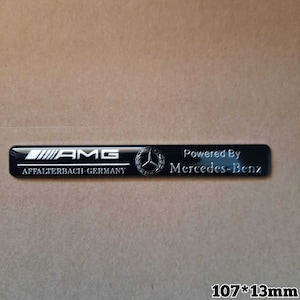 AMG
AFFALTERBACH-GERMANY
Powered By
Mercedes-Benz
107*13mm